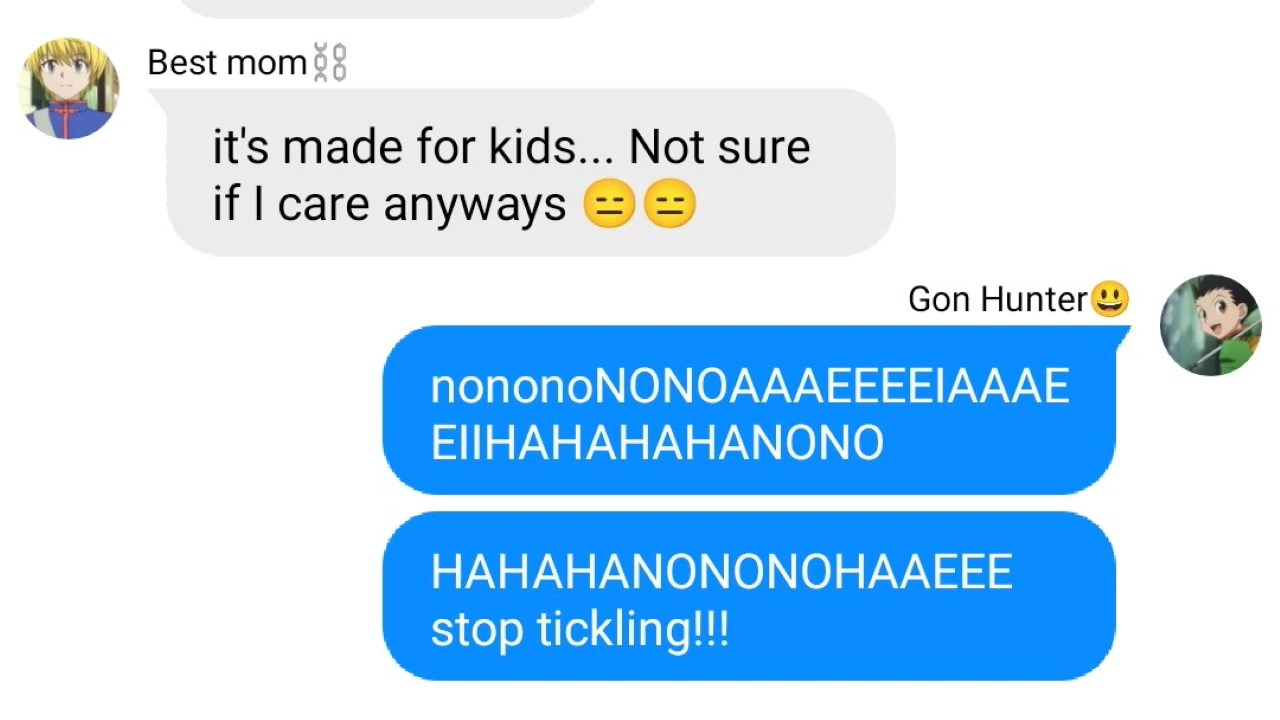 Best mom⛓️
it's made for kids... Not sure
if I care anyways 😑😑
Gon Hunter😃
nononoNONOAAAEEEEIAAAE
EIIHAHAHAHANONO
HAHAHANONONOHAAEEE
stop tickling!!!